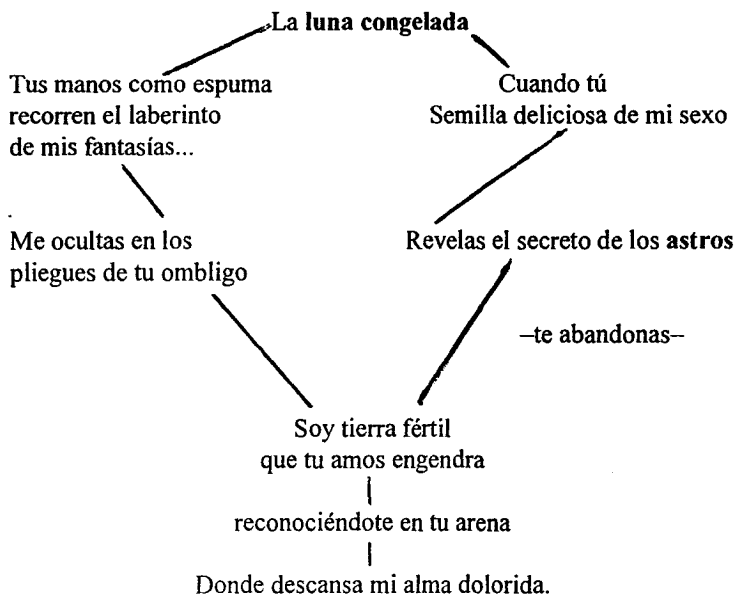 La luna congelada
Tus manos como espuma
recorren el laberinto
de mis fantasías...
Cuando tú
Semilla deliciosa de mi sexo
Me ocultas en los
pliegues de tu ombligo
Revelas el secreto de los astros
–te abandonas–
Soy tierra fértil
que tu amos engendra
reconociéndote en tu arena
Donde descansa mi alma dolorida.